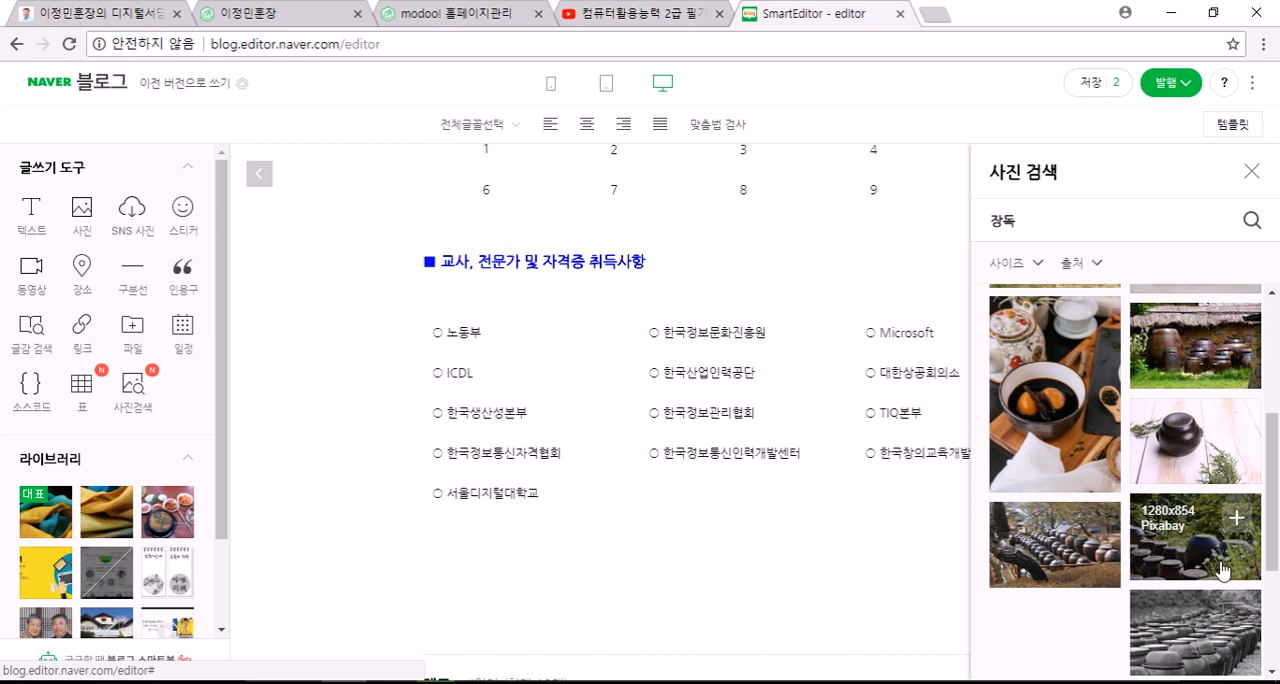 이정민훈장의 디지털서당
이정민훈장
modoo! 홈페이지관리
컴퓨터활용능력 2급 필기
SmartEditor - editor
안전하지 않음 | blog.editor.naver.com/editor
NAVER 블로그 이전 버전으로 쓰기
저장 2
발행
?
전체글꼴선택
맞춤법 검사
템플릿
글쓰기 도구
텍스트 사진 SNS 사진 스티커
동영상 장소 구분선 인용구
글감 검색 링크 파일 일정
N N
소스코드 표 사진검색
라이브러리
대표
1 2 3 4
6 7 8 9
■ 교사, 전문가 및 자격증 취득사항
○ 노동부 ○ 한국정보문화진흥원 ○ Microsoft
○ ICDL ○ 한국산업인력공단 ○ 대한상공회의소
○ 한국생산성본부 ○ 한국정보관리협회 ○ TIQ본부
○ 한국정보통신자격협회 ○ 한국정보통신인력개발센터 ○ 한국창의교육개발
○ 서울디지털대학교
사진 검색
장독
사이즈 출처
1280x854
Pixabay
blog.editor.naver.com/editor#